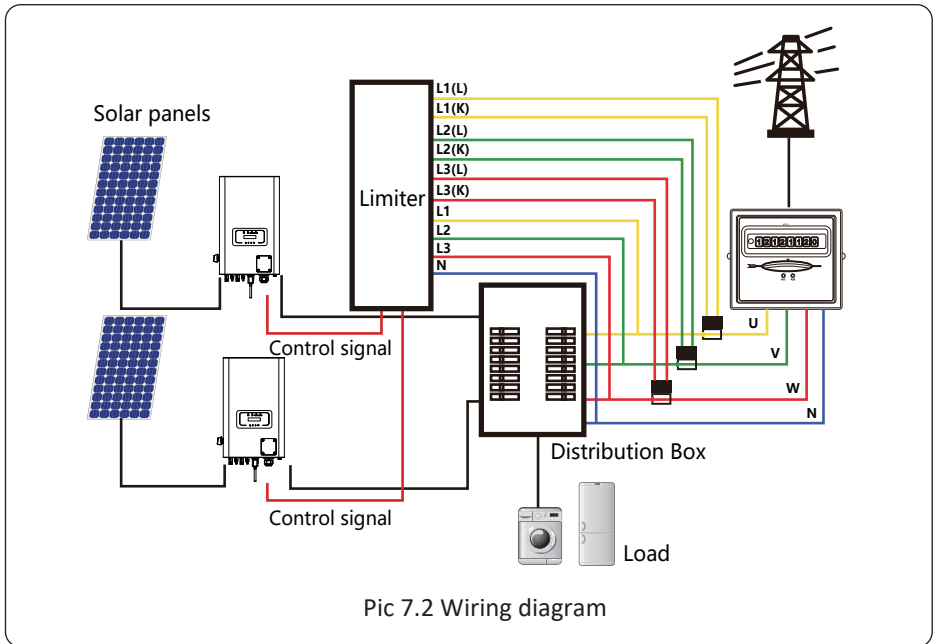 Solar panels
L1(L)
L1(K)
L2(L)
L2(K)
L3(L)
L3(K)
Limiter
L1
L2
L3
N
12121120
U
V
W
N
Control signal
Distribution Box
Control signal
Load
Pic 7.2 Wiring diagram